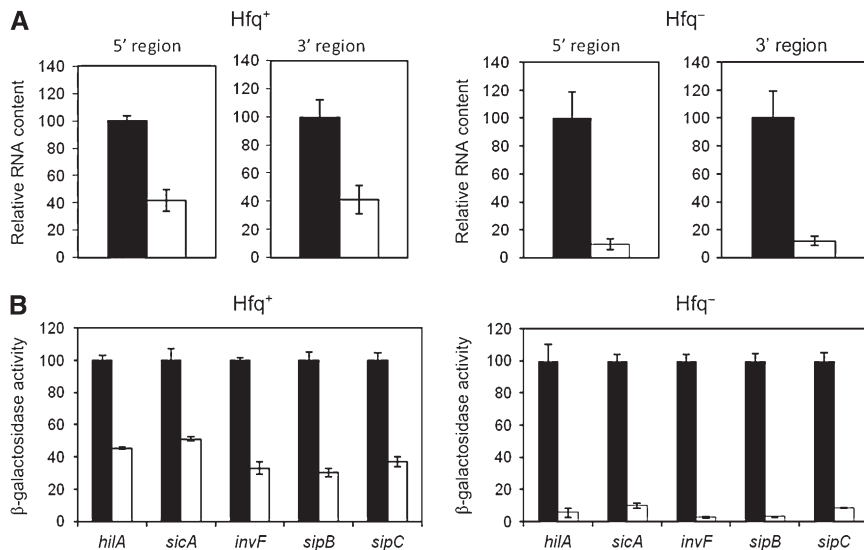 A
Hfq⁺
Hfq⁻
5′ region
3′ region
5′ region
3′ region
Relative RNA content
140
120
100
80
60
40
20
0
140
120
100
80
60
40
20
0
Relative RNA content
140
120
100
80
60
40
20
0
140
120
100
80
60
40
20
0
B
Hfq⁺
Hfq⁻
β-galactosidase activity
120
100
80
60
40
20
0
hilA sicA invF sipB sipC
β-galactosidase activity
120
100
80
60
40
20
0
hilA sicA invF sipB sipC